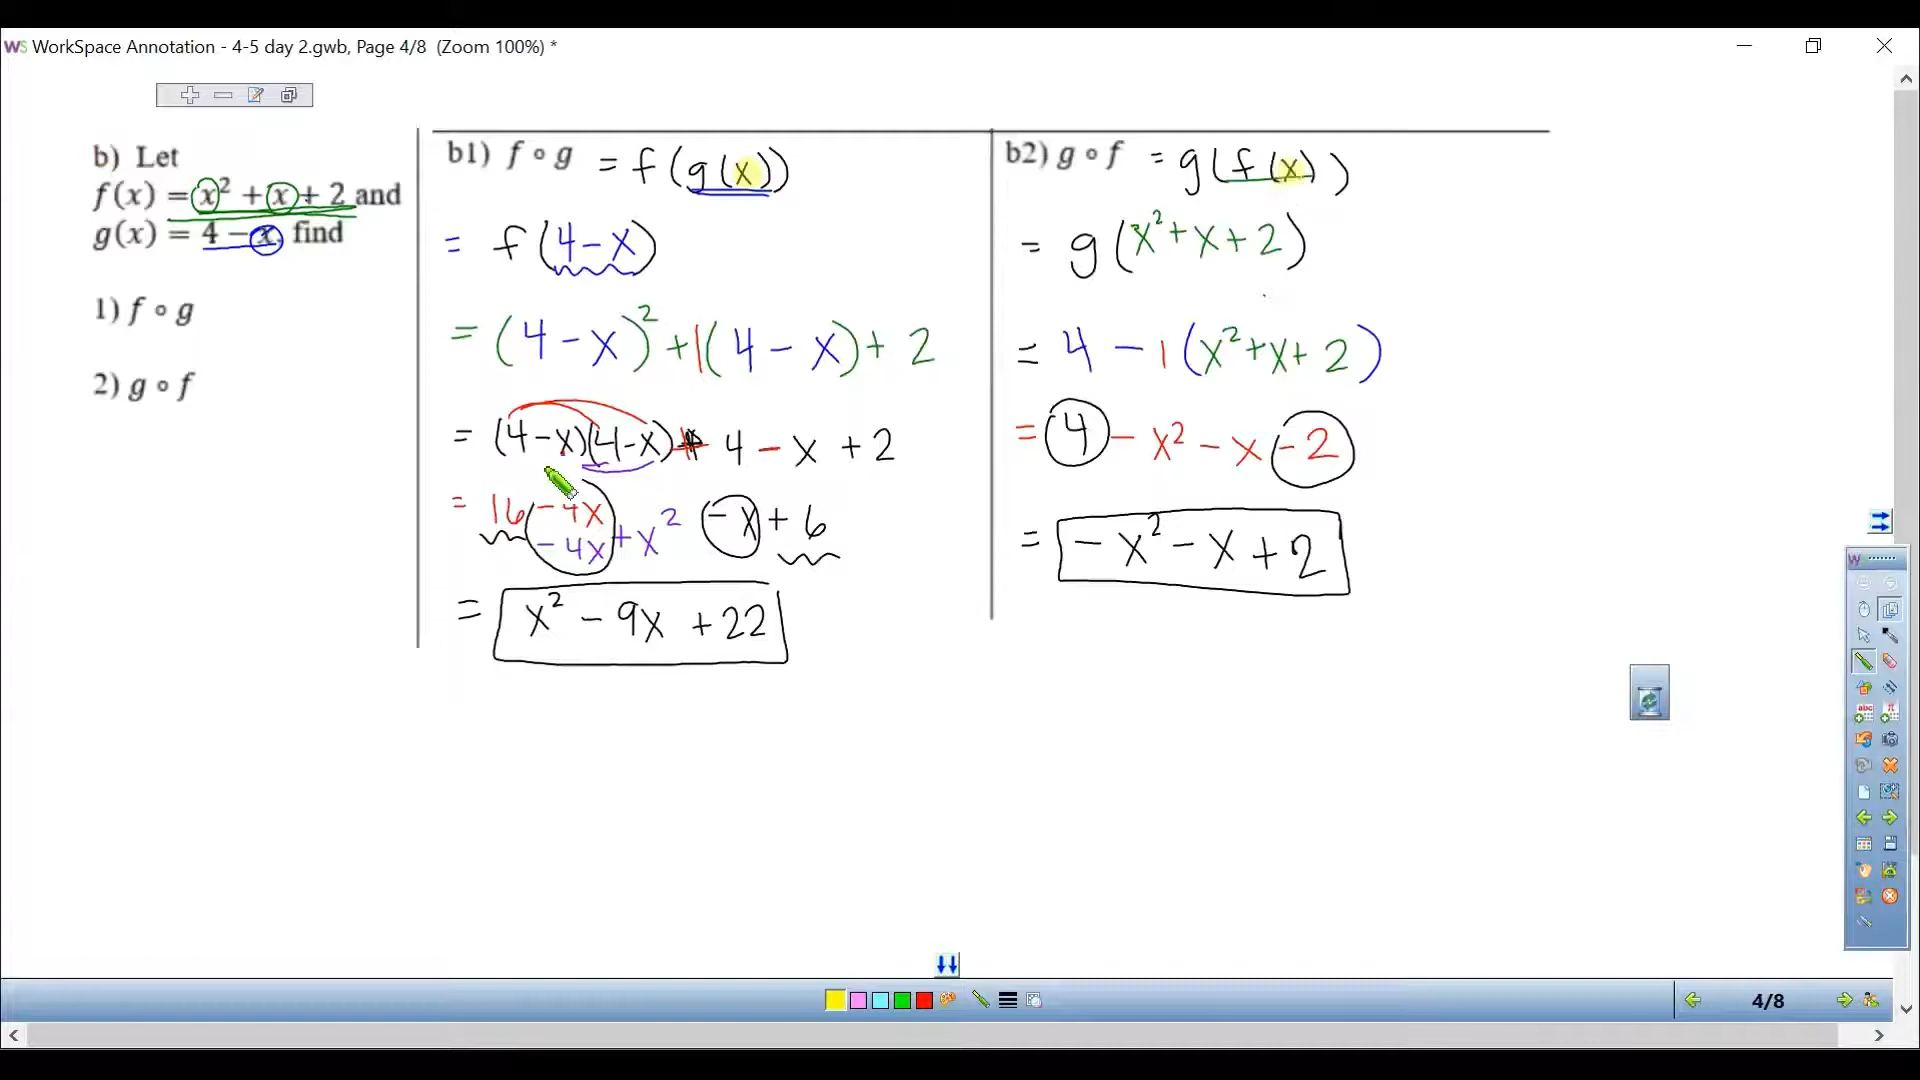 WS WorkSpace Annotation - 4-5 day 2.gwb, Page 4/8 (Zoom 100%) *
b) Let
f(x) = x² + x + 2 and
g(x) = 4 − x, find
1) f ∘ g
2) g ∘ f
b1) f ∘ g = f(g(x))
= f(4 − x)
= (4 − x)² + 1(4 − x) + 2
= (4 − x)(4 − x) + 4 − x + 2
= 16 − 4x
− 4x + x² − x + 6
= x² − 9x + 22
b2) g ∘ f = g(f(x))
= g(x² + x + 2)
= 4 − 1(x² + x + 2)
= 4 − x² − x − 2
= − x² − x + 2
W
abc
π
4/8